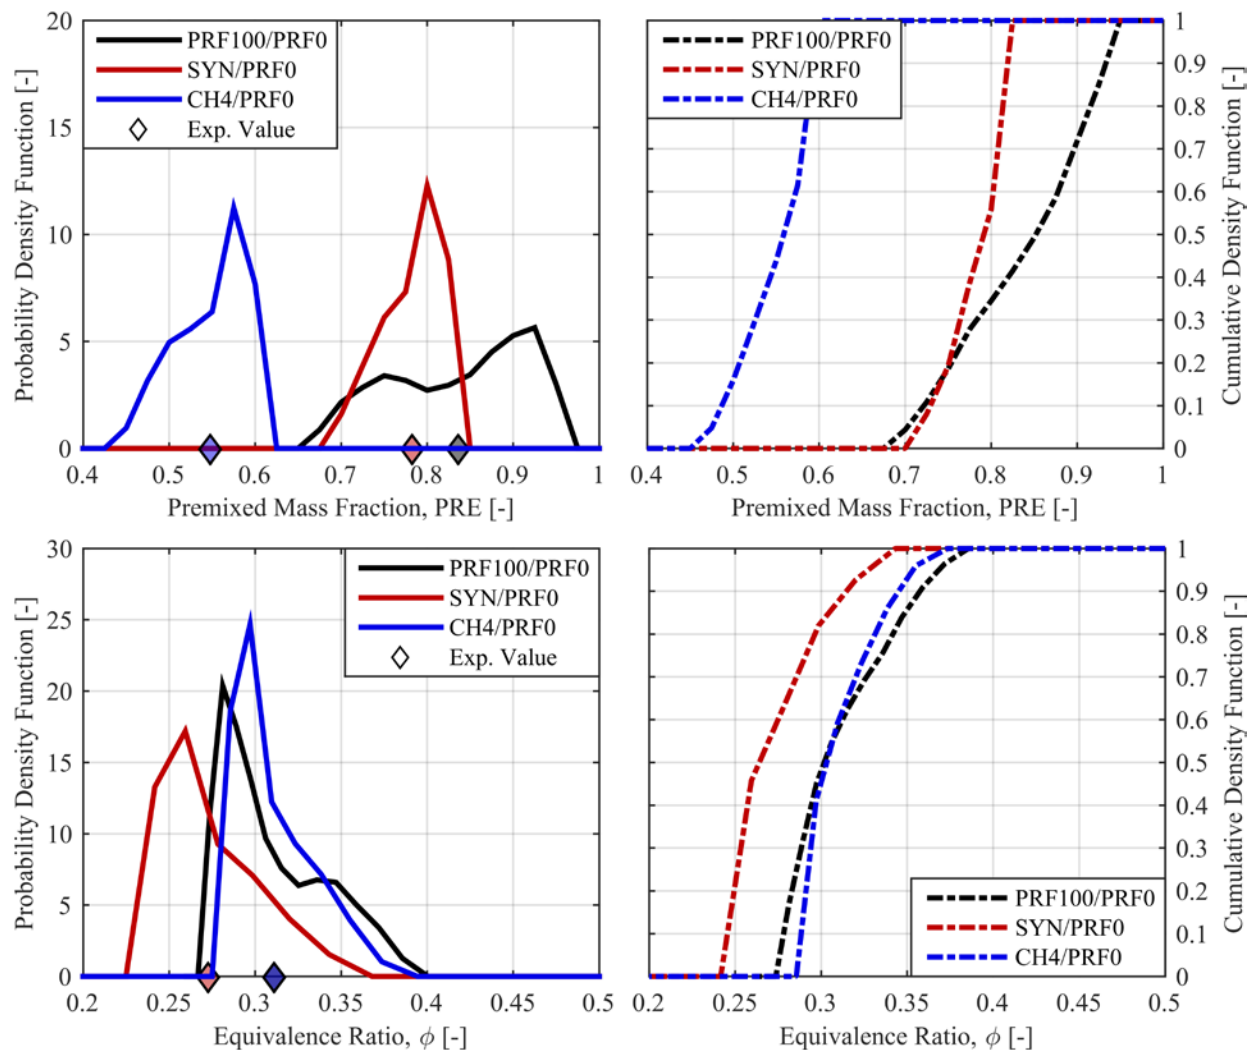 20
15
10
5
0
Probability Density Function [-]
PRF100/PRF0
SYN/PRF0
CH4/PRF0
Exp. Value
0.4 0.5 0.6 0.7 0.8 0.9 1
Premixed Mass Fraction, PRE [-]
PRF100/PRF0
SYN/PRF0
CH4/PRF0
1
0.9
0.8
0.7
0.6
0.5
0.4
0.3
0.2
0.1
0
Cumulative Density Function [-]
0.4 0.5 0.6 0.7 0.8 0.9
Premixed Mass Fraction, PRE [-]
30
25
20
15
10
5
0
Probability Density Function [-]
PRF100/PRF0
SYN/PRF0
CH4/PRF0
Exp. Value
0.2 0.25 0.3 0.35 0.4 0.45 0.5
Equivalence Ratio, ϕ [-]
1
0.9
0.8
0.7
0.6
0.5
0.4
0.3
0.2
0.1
0
Cumulative Density Function [-]
PRF100/PRF0
SYN/PRF0
CH4/PRF0
0.2 0.25 0.3 0.35 0.4 0.45 0.5
Equivalence Ratio, ϕ [-]